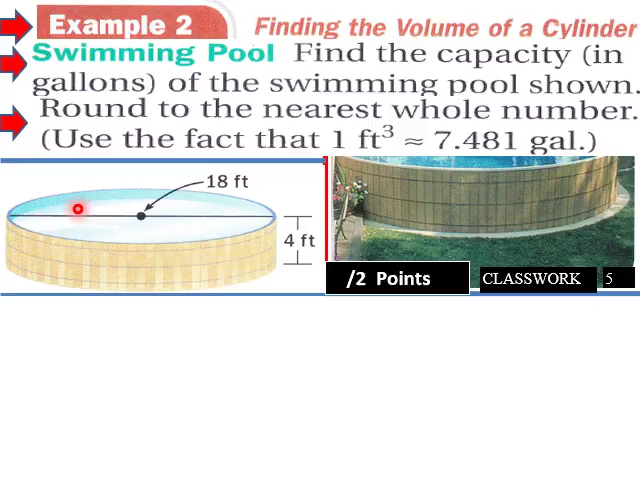 Example 2 Finding the Volume of a Cylinder
Swimming Pool Find the capacity (in
gallons) of the swimming pool shown.
Round to the nearest whole number.
(Use the fact that 1 ft³ ≈ 7.481 gal.)
18 ft
4 ft
/2 Points CLASSWORK 5